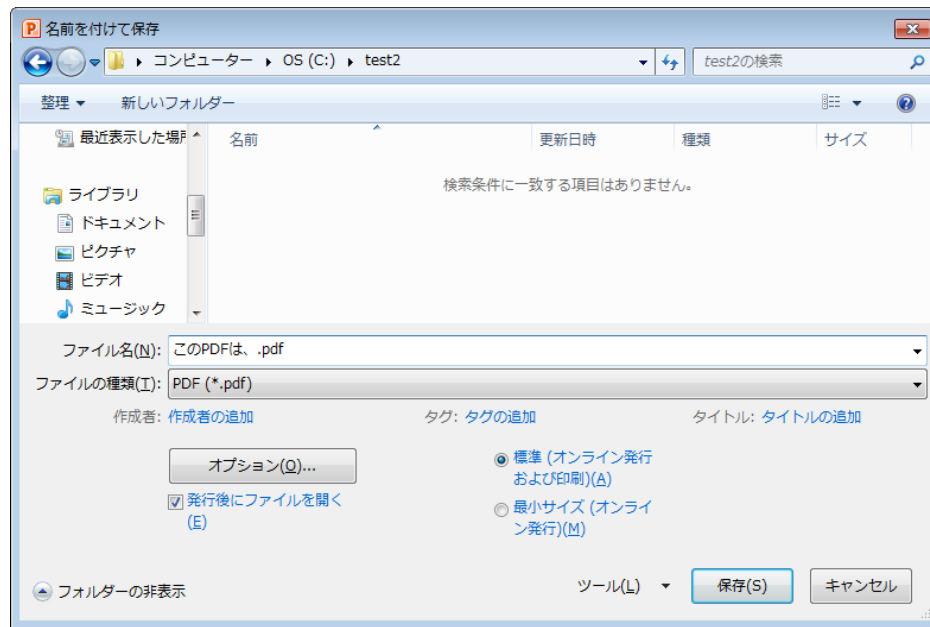 名前を付けて保存
コンピューター ▸ OS (C:) ▸ test2
test2の検索
整理 ▼ 新しいフォルダー
最近表示した場所
名前 更新日時 種類 サイズ
検索条件に一致する項目はありません。
ライブラリ
ドキュメント
ピクチャ
ビデオ
ミュージック
ファイル名(N): このPDFは、.pdf
ファイルの種類(T): PDF (*.pdf)
作成者: 作成者の追加 タグ: タグの追加 タイトル: タイトルの追加
オプション(O)...
発行後にファイルを開く
(E)
標準 (オンライン発行
および印刷)(A)
最小サイズ (オンライ
ン発行)(M)
フォルダーの非表示
ツール(L) ▼ 保存(S) キャンセル